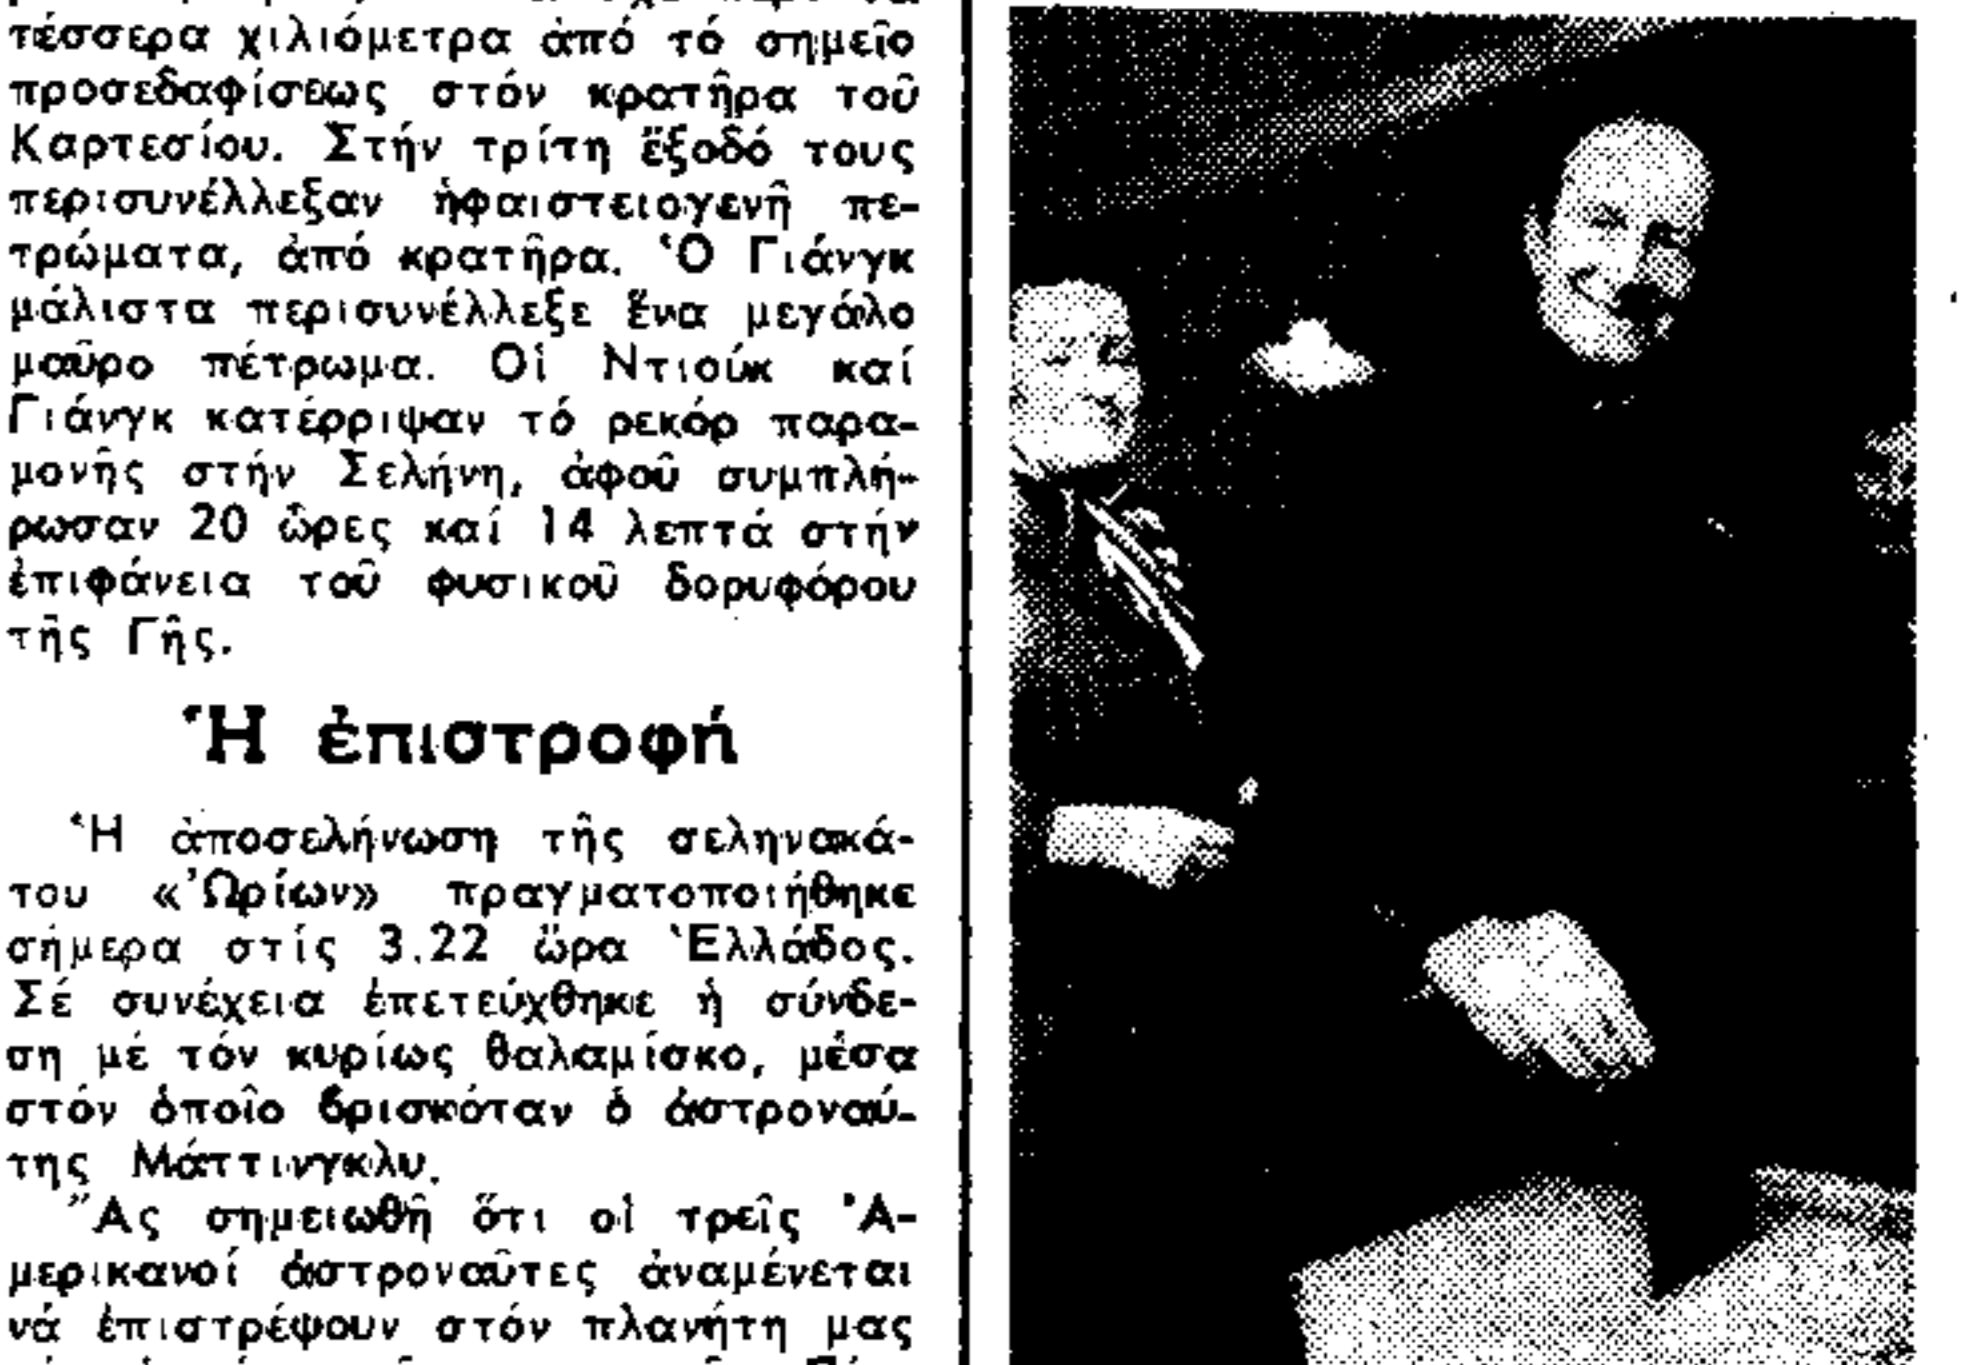 τέσσερα χιλιόμετρα ἀπό τό σημεῖο
προσεδαφίσεως στόν κρατῆρα τοῦ
Καρτεσίου. Στήν τρίτη ἔξοδό τους
περισυνέλλεξαν ἡφαιστειογενῆ πε-
τρώματα, ἀπό κρατῆρα. Ὁ Γιάνγκ
μάλιστα περισυνέλλεξε ἕνα μεγάλο
μαῦρο πέτρωμα. Οἱ Ντιούκ καί
Γιάνγκ κατέρριψαν τό ρεκόρ παρα-
μονῆς στήν Σελήνη, ἀφοῦ συμπλή-
ρωσαν 20 ὧρες καί 14 λεπτά στήν
ἐπιφάνεια τοῦ φυσικοῦ δορυφόρου
τῆς Γῆς.
Ἡ ἐπιστροφή
Ἡ ἀποσελήνωση τῆς σεληνακά-
του «Ὠρίων» πραγματοποιήθηκε
σήμερα στίς 3.22 ὥρα Ἑλλάδος.
Σέ συνέχεια ἐπετεύχθηκε ἡ σύνδε-
ση μέ τόν κυρίως θαλαμίσκο, μέσα
στόν ὁποῖο βρισκόταν ὁ ἀστροναύ-
της Μάττινγκλυ.
Ἄς σημειωθῆ ὅτι οἱ τρεῖς Ἀ-
μερικανοί ἀστροναῦτες ἀναμένεται
νά ἐπιστρέψουν στόν πλανήτη μας